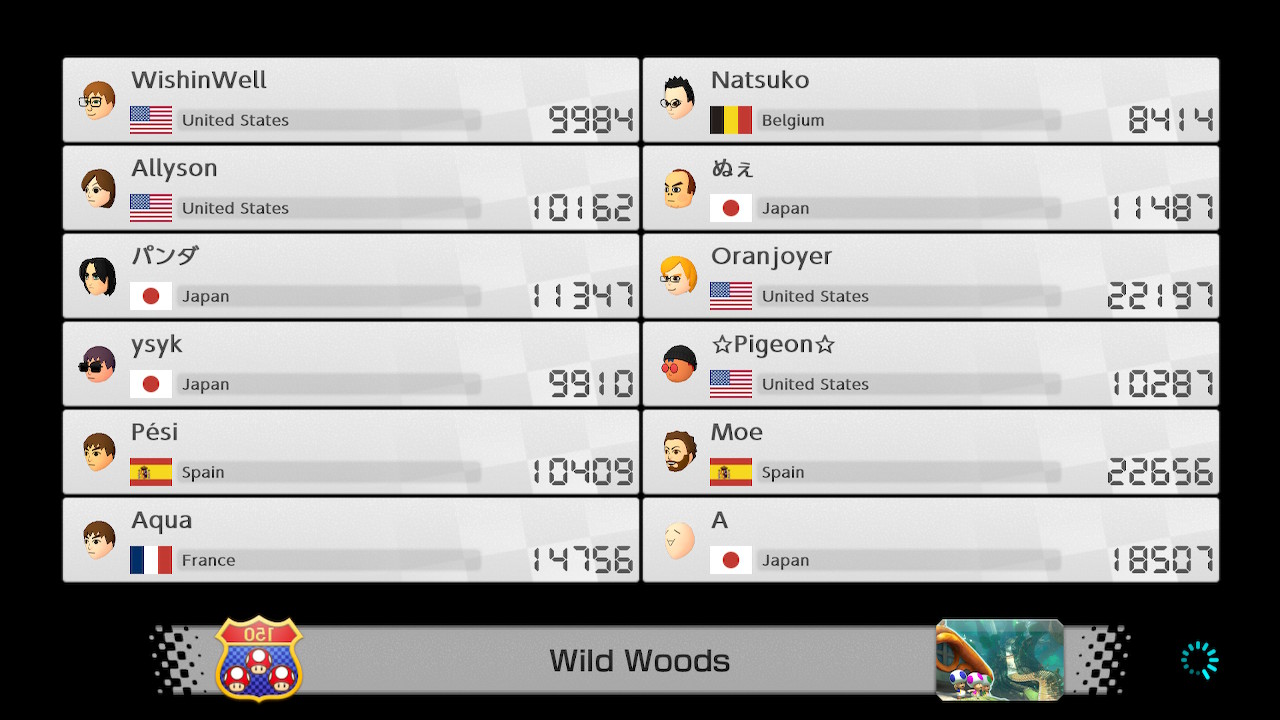 WishinWell
United States
9984
Natsuko
Belgium
8414
Allyson
United States
10162
ぬぇ
Japan
11487
パンダ
Japan
11347
Oranjoyer
United States
22197
ysyk
Japan
9910
☆Pigeon☆
United States
10287
Pési
Spain
10409
Moe
Spain
22656
Aqua
France
14756
A
Japan
18507
150
Wild Woods